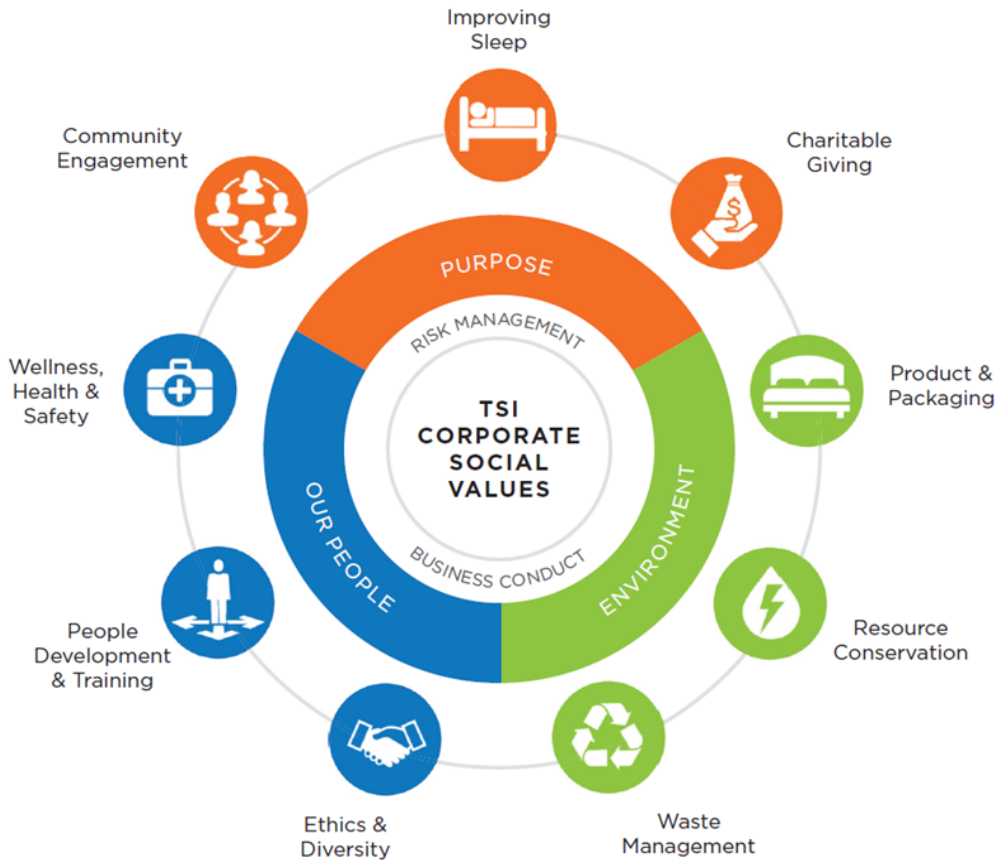 Improving
Sleep
Community
Engagement
Charitable
Giving
PURPOSE
RISK MANAGEMENT
Wellness,
Health &
Safety
Product &
Packaging
TSI
CORPORATE
SOCIAL
VALUES
OUR PEOPLE
ENVIRONMENT
BUSINESS CONDUCT
People
Development
& Training
Resource
Conservation
Ethics &
Diversity
Waste
Management
$